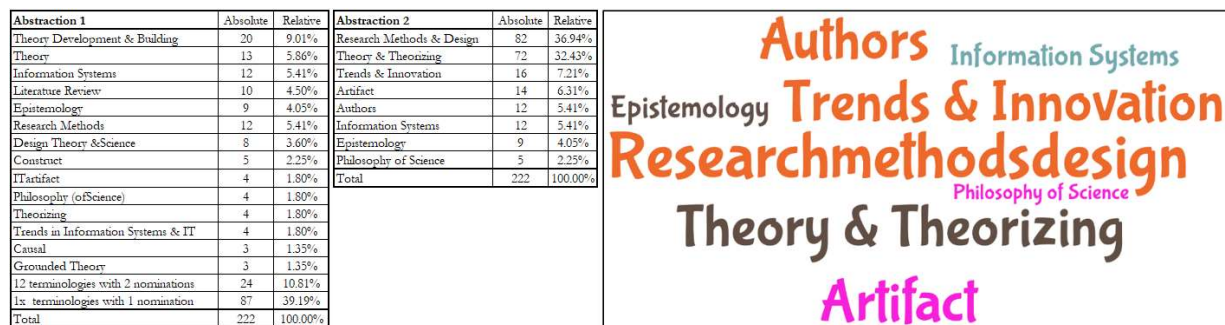 Abstraction 1 Absolute Relative
Theory Development & Building 20 9.01%
Theory 13 5.86%
Information Systems 12 5.41%
Literature Review 10 4.50%
Epistemology 9 4.05%
Research Methods 12 5.41%
Design Theory &Science 8 3.60%
Construct 5 2.25%
ITartifact 4 1.80%
Philosophy (ofScience) 4 1.80%
Theorizing 4 1.80%
Trends in Information Systems & IT 4 1.80%
Causal 3 1.35%
Grounded Theory 3 1.35%
12 terminologies with 2 nominations 24 10.81%
1x terminologies with 1 nomination 87 39.19%
Total 222 100.00%
Abstraction 2 Absolute Relative
Research Methods & Design 82 36.94%
Theory & Theorizing 72 32.43%
Trends & Innovation 16 7.21%
Artifact 14 6.31%
Authors 12 5.41%
Information Systems 12 5.41%
Epistemology 9 4.05%
Philosophy of Science 5 2.25%
Total 222 100.00%
Authors Information Systems
Epistemology Trends & Innovation
Researchmethodsdesign
Philosophy of Science
Theory & Theorizing
Artifact